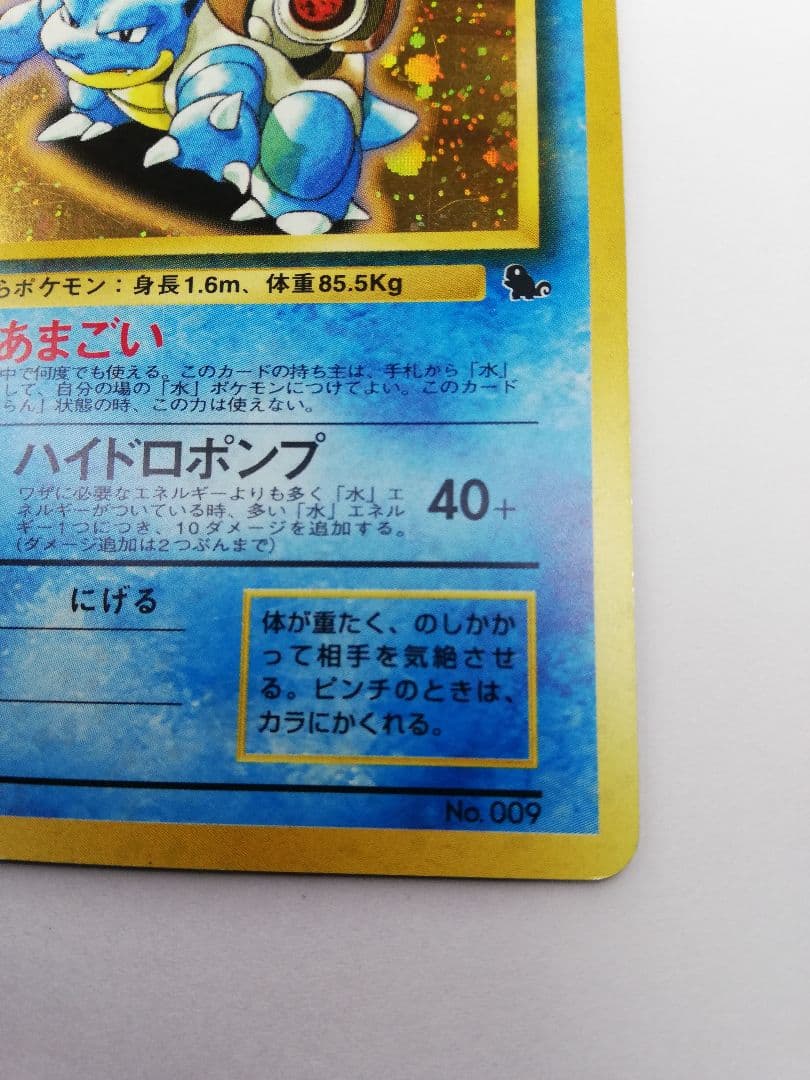 らポケモン：身長1.6m、体重85.5Kg
あまごい
中で何度でも使える。このカードの持ち主は、手札から「水」
して、自分の場の『水』ポケモンにつけてよい。このカード
らん」状態の時、この力は使えない。
ハイドロポンプ
ワザに必要なエネルギーよりも多く「水」エ
ネルギーがついている時、多い「水」エネル
ギー1つにつき、10ダメージを追加する。
(ダメージ追加は2つぶんまで)
40+
にげる
体が重たく、のしかか
って相手を気絶させ
る。ピンチのときは、
カラにかくれる。
No. 009